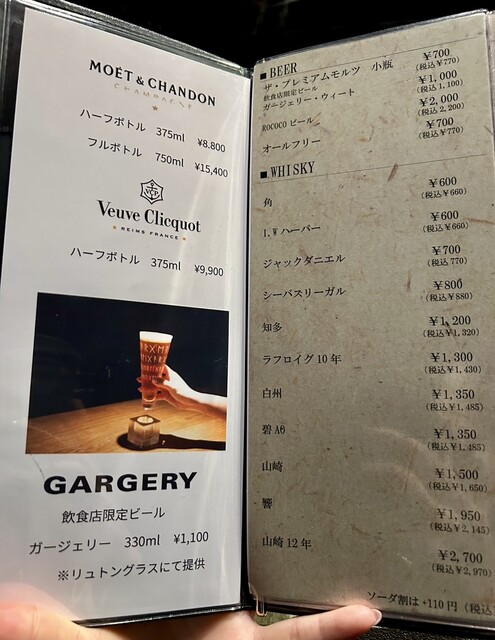 MOËT & CHANDON
CHAMPAGNE
ハーフボトル 375ml ¥8.800
フルボトル 750ml ¥15,400
VCP
Veuve Clicquot
REIMS FRANCE
ハーフボトル 375ml ¥9,900
GARGERY
飲食店限定ビール
ガージェリー 330ml ¥1,100
※リュトングラスにて提供
■BEER
ザ・プレミアムモルツ 小瓶 ¥700
(税込¥770)
飲食店限定ビール
ガージェリー・ウィート ¥1,000
(税込1,100)
ROCOCO ビール ¥2,000
(税込2,200)
オールフリー ¥700
(税込¥770)
■WHISKY
角 ¥600
(税込¥660)
I.Wハーパー ¥600
(税込¥660)
ジャックダニエル ¥700
(税込 770)
シーバスリーガル ¥800
(税込¥880)
知多 ¥1,200
(税込¥1,320)
ラフロイグ 10年 ¥1,300
(税込¥1,430)
白州 ¥1,350
(税込¥1,485)
碧Ao ¥1,350
(税込¥1,485)
山崎 ¥1,500
(税込¥1,650)
響 ¥1,950
(税込¥2,145)
山崎 12年 ¥2,700
(税込¥2,970)
ソーダ割は +110 円 (税込